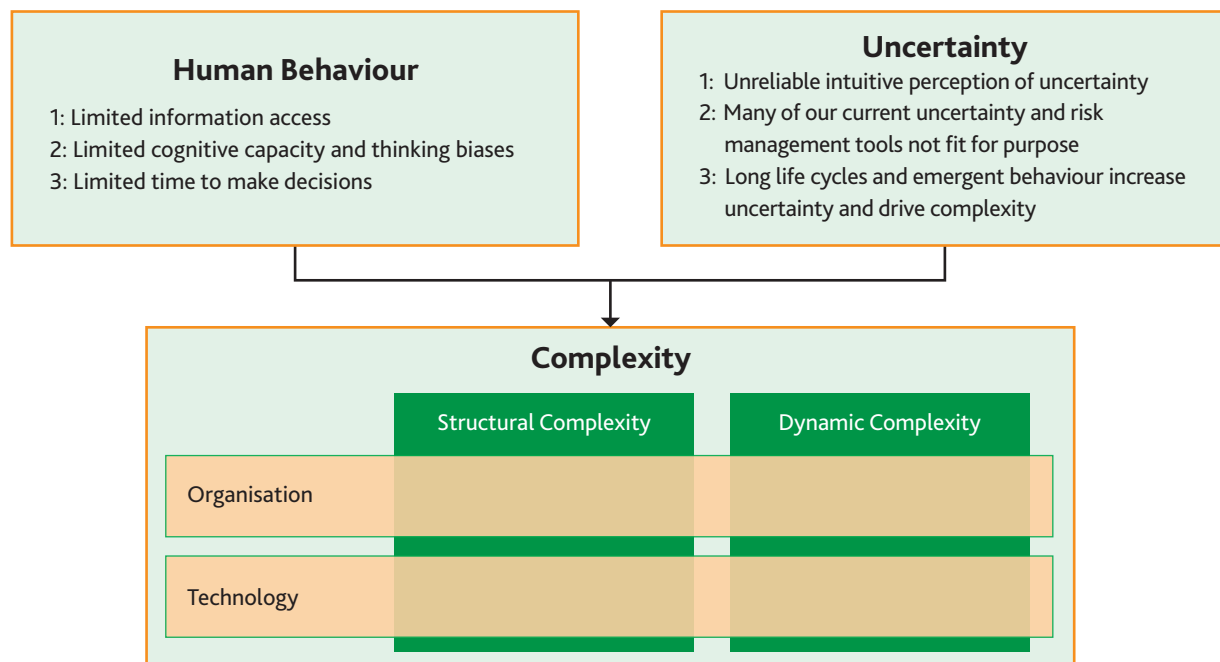 Human Behaviour
1: Limited information access
2: Limited cognitive capacity and thinking biases
3: Limited time to make decisions
Uncertainty
1: Unreliable intuitive perception of uncertainty
2: Many of our current uncertainty and risk
management tools not fit for purpose
3: Long life cycles and emergent behaviour increase
uncertainty and drive complexity
Complexity
Structural Complexity
Dynamic Complexity
Organisation
Technology